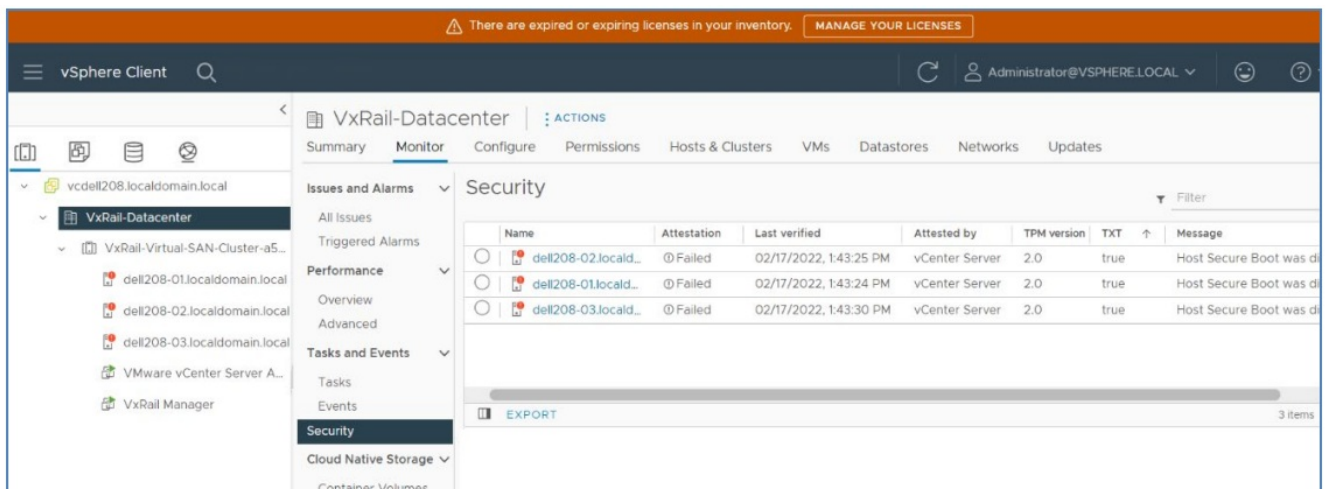 There are expired or expiring licenses in your inventory. MANAGE YOUR LICENSES
vSphere Client
Administrator@VSPHERE.LOCAL
VxRail-Datacenter ACTIONS
Summary Monitor Configure Permissions Hosts & Clusters VMs Datastores Networks Updates
vcdell208.localdomain.local
VxRail-Datacenter
VxRail-Virtual-SAN-Cluster-a5...
dell208-01.localdomain.local
dell208-02.localdomain.local
dell208-03.localdomain.local
VMware vCenter Server A...
VxRail Manager
Issues and Alarms
All Issues
Triggered Alarms
Performance
Overview
Advanced
Tasks and Events
Tasks
Events
Security
Cloud Native Storage
Container Volumes
Security
Filter
Name Attestation Last verified Attested by TPM version TXT Message
dell208-02.locald... Failed 02/17/2022, 1:43:25 PM vCenter Server 2.0 true Host Secure Boot was di
dell208-01.locald... Failed 02/17/2022, 1:43:24 PM vCenter Server 2.0 true Host Secure Boot was di
dell208-03.locald... Failed 02/17/2022, 1:43:30 PM vCenter Server 2.0 true Host Secure Boot was di
EXPORT 3 items